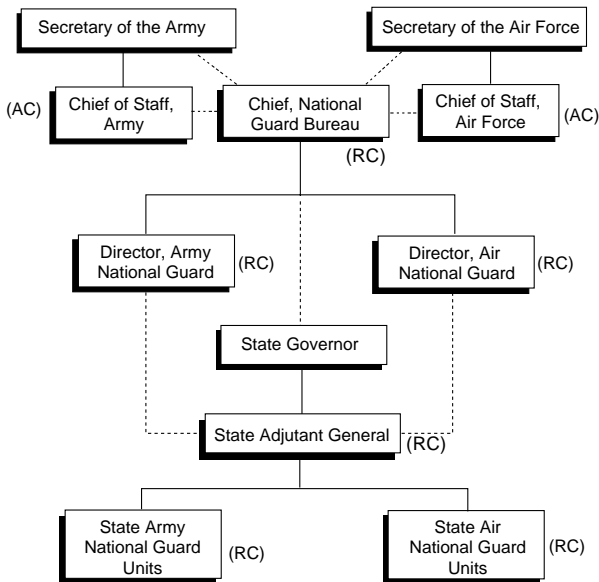 Secretary of the Army
Secretary of the Air Force
(AC)
Chief of Staff,
Army
Chief, National
Guard Bureau
Chief of Staff,
Air Force
(AC)
(RC)
Director, Army
National Guard
(RC)
Director, Air
National Guard
(RC)
State Governor
State Adjutant General
(RC)
State Army
National Guard
Units
(RC)
State Air
National Guard
Units
(RC)